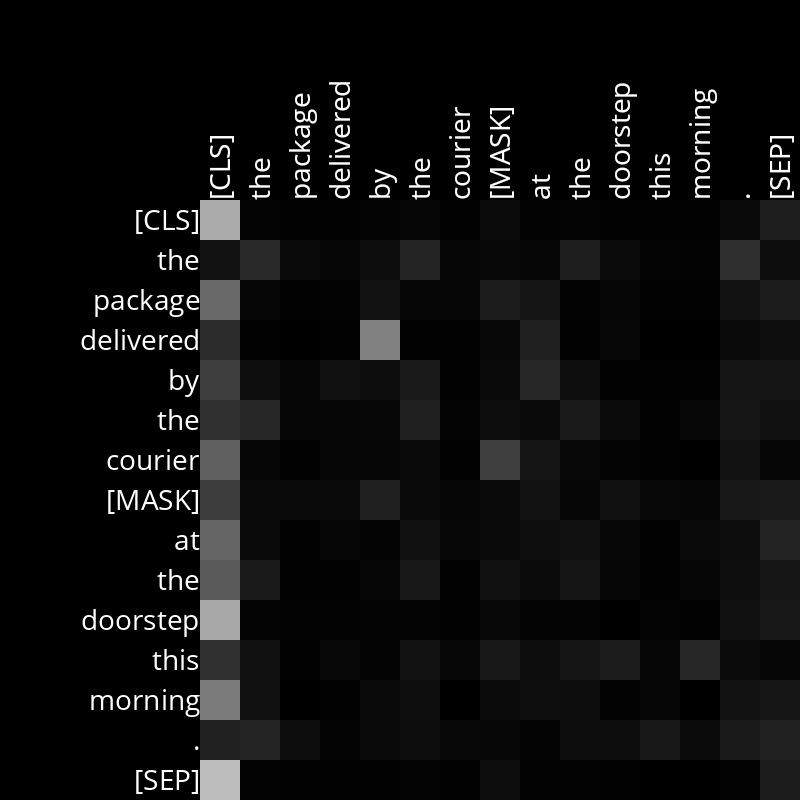 [CLS] the package delivered by the courier [MASK] at the doorstep this morning . [SEP]
[CLS]
the
package
delivered
by
the
courier
[MASK]
at
the
doorstep
this
morning
.
[SEP]